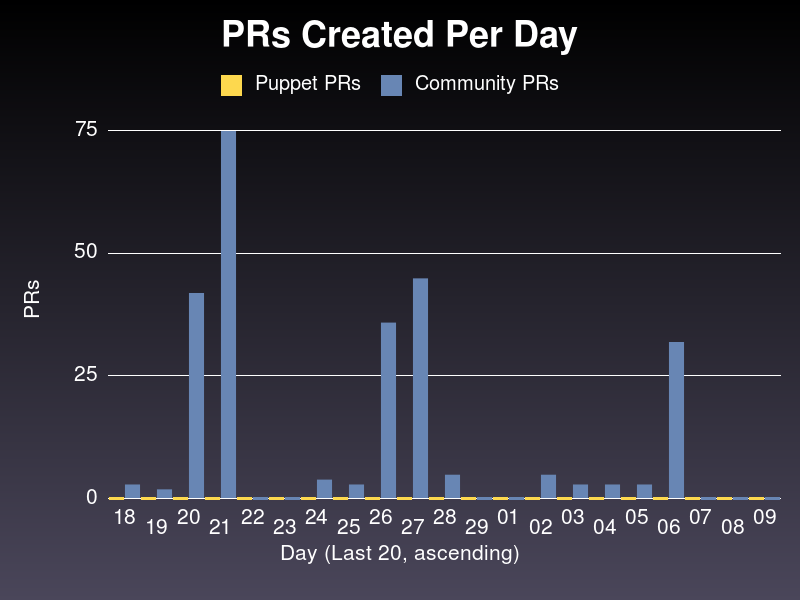 PRs Created Per Day
Puppet PRs Community PRs
75
50
25
0
PRs
18 19 20 21 22 23 24 25 26 27 28 29 01 02 03 04 05 06 07 08 09
Day (Last 20, ascending)